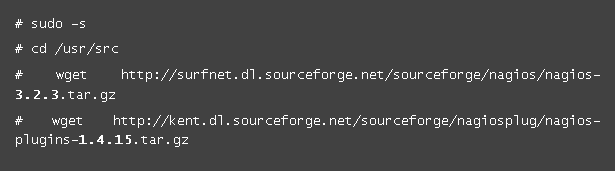 # sudo -s
# cd /usr/src
# wget http://surfnet.dl.sourceforge.net/sourceforge/nagios/nagios-
3.2.3.tar.gz
# wget http://kent.dl.sourceforge.net/sourceforge/nagiosplug/nagios-
plugins-1.4.15.tar.gz